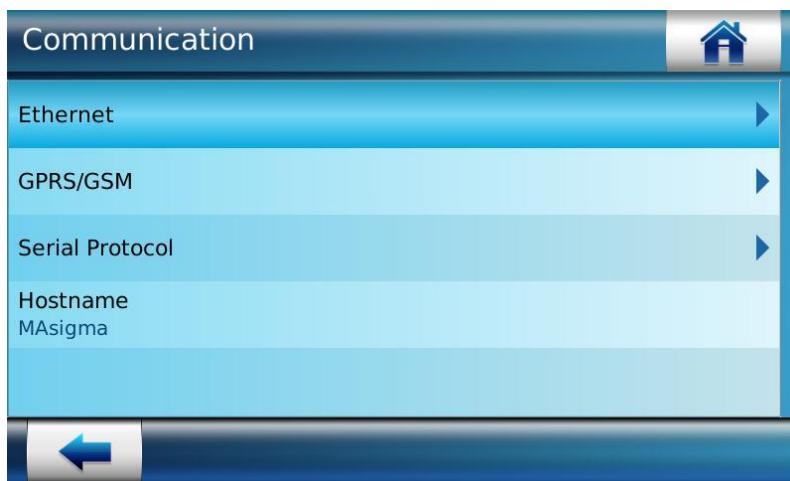 Communication
Ethernet
GPRS/GSM
Serial Protocol
Hostname
MAsigma